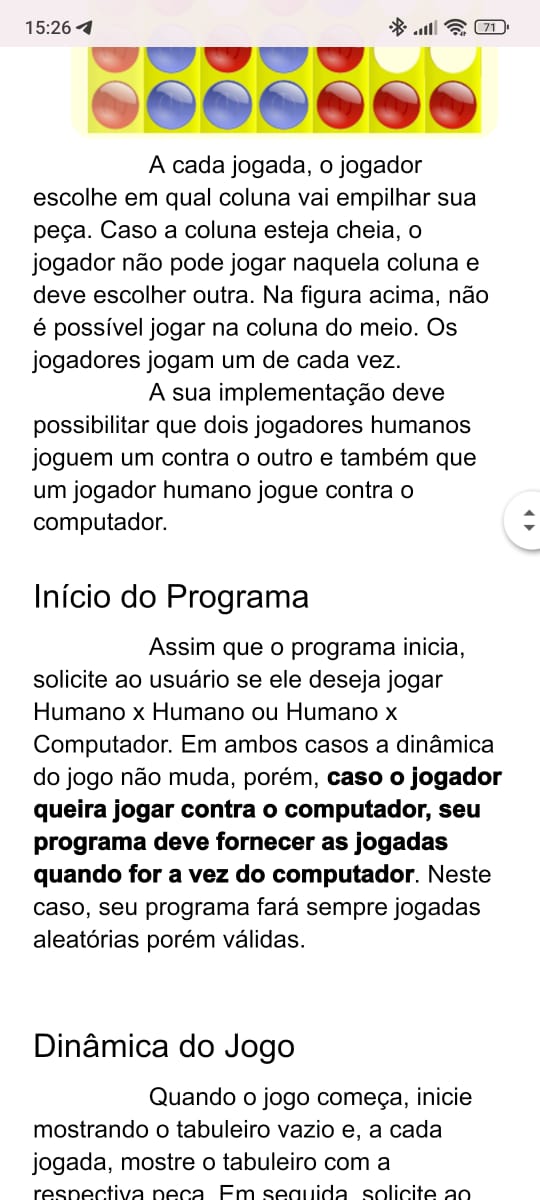 15:26
71
A cada jogada, o jogador
escolhe em qual coluna vai empilhar sua
peça. Caso a coluna esteja cheia, o
jogador não pode jogar naquela coluna e
deve escolher outra. Na figura acima, não
é possível jogar na coluna do meio. Os
jogadores jogam um de cada vez.
A sua implementação deve
possibilitar que dois jogadores humanos
joguem um contra o outro e também que
um jogador humano jogue contra o
computador.
Início do Programa
Assim que o programa inicia,
solicite ao usuário se ele deseja jogar
Humano x Humano ou Humano x
Computador. Em ambos casos a dinâmica
do jogo não muda, porém, caso o jogador
queira jogar contra o computador, seu
programa deve fornecer as jogadas
quando for a vez do computador. Neste
caso, seu programa fará sempre jogadas
aleatórias porém válidas.
Dinâmica do Jogo
Quando o jogo começa, inicie
mostrando o tabuleiro vazio e, a cada
jogada, mostre o tabuleiro com a
respectiva peça. Em seguida, solicite ao